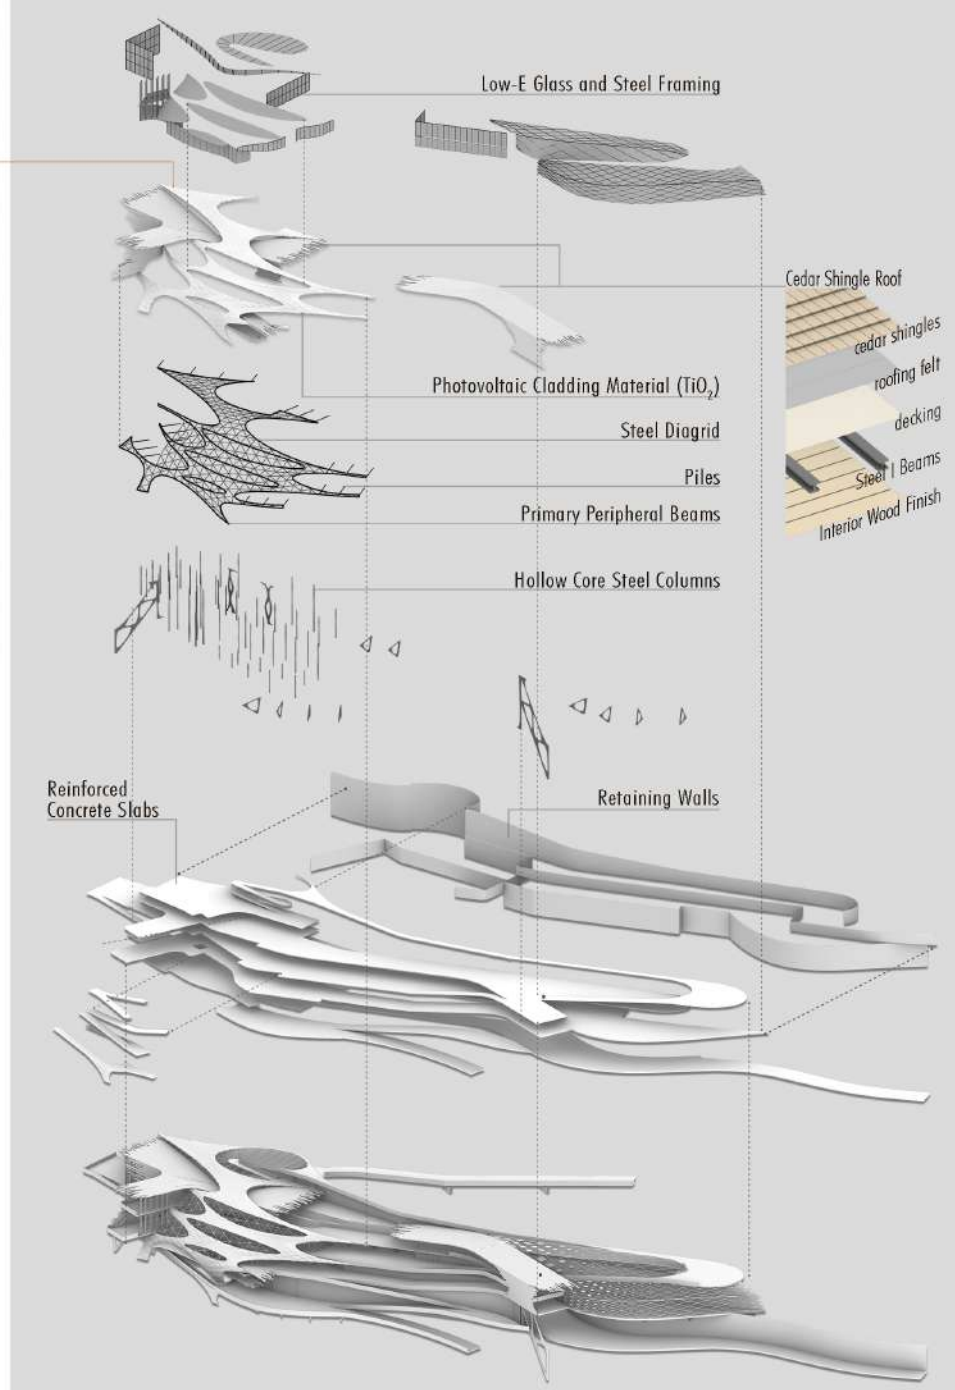 Low-E Glass and Steel Framing
Cedar Shingle Roof
cedar shingles
roofing felt
decking
Steel I Beams
Interior Wood Finish
Photovoltaic Cladding Material (TiO₂)
Steel Diagrid
Piles
Primary Peripheral Beams
Hollow Core Steel Columns
Reinforced
Concrete Slabs
Retaining Walls